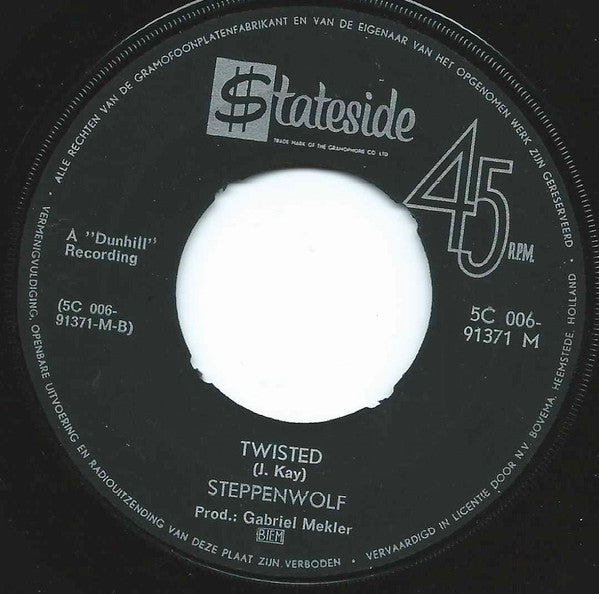 ALLE RECHTEN VAN DE GRAMOFOONPLATENFABRIKANT EN VAN DE EIGENAAR VAN HET OPGENOMEN WERK ZIJN GERESERVEERD
$tateside
TRADE MARK OF THE GRAMOPHONE CO. LTD
45 R.P.M.
A "Dunhill"
Recording
(5C 006-
91371-M-B)
5C 006-
91371 M
TWISTED
(J. Kay)
STEPPENWOLF
Prod.: Gabriel Mekler
BIEM
VERMENIGVULDIGING, OPENBARE UITVOERING EN RADIOUITZENDING VAN DEZE PLAAT ZIJN VERBODEN • VERVAARDIGD IN LICENTIE DOOR N.V. BOVEMA, HEEMSTEDE, HOLLAND •